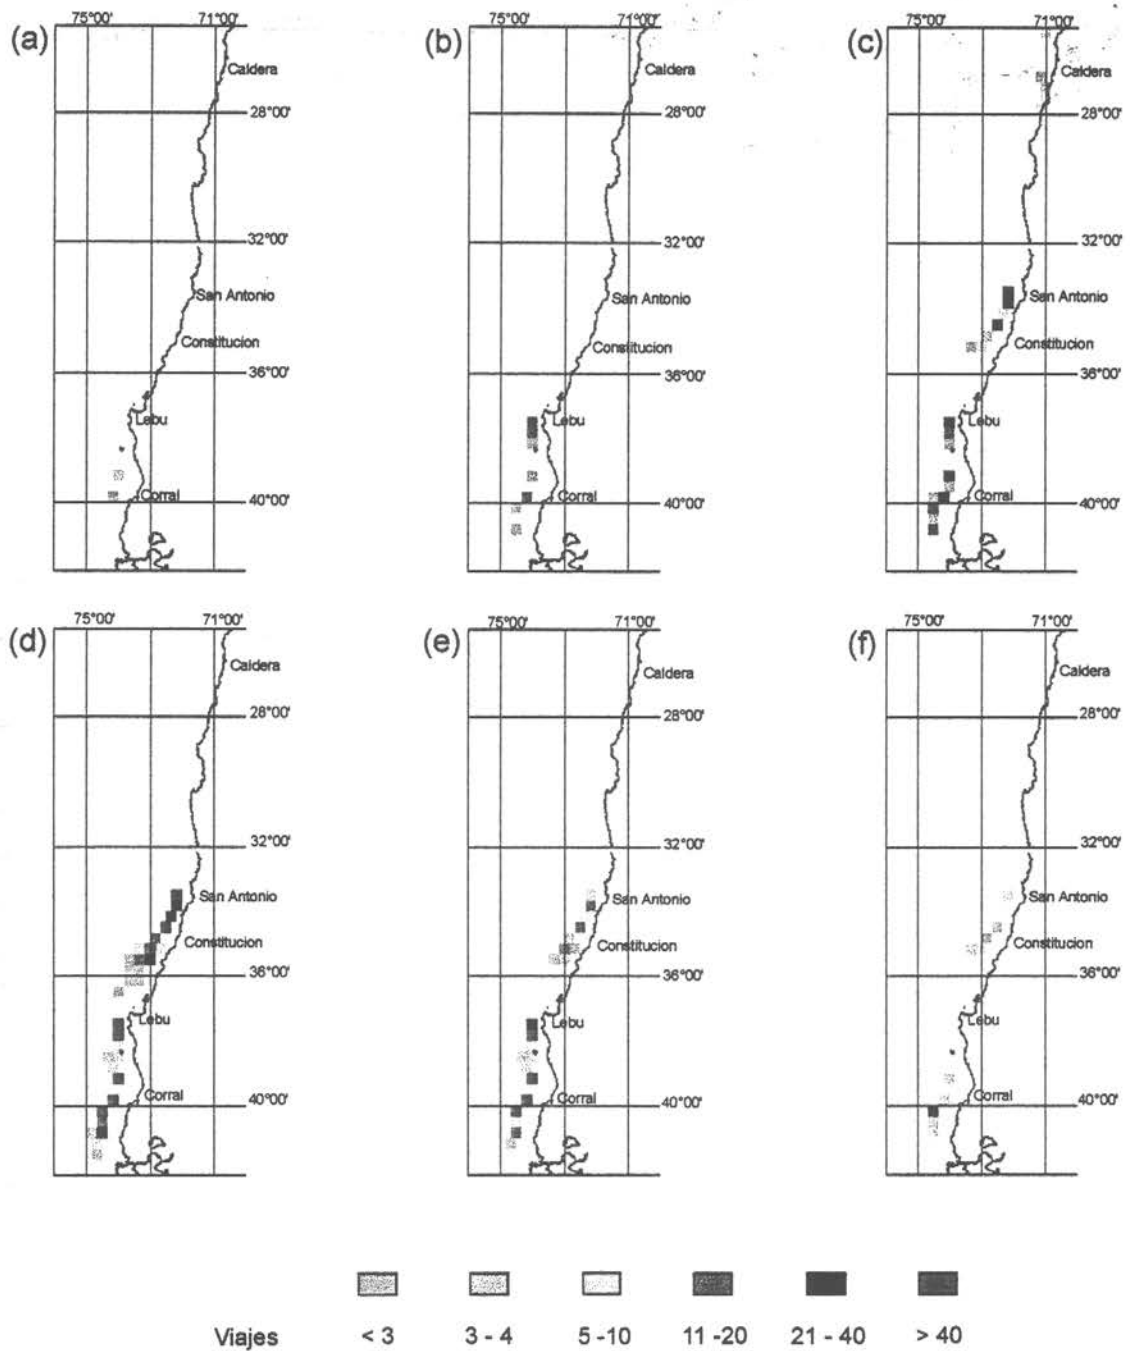 (a)
75°00' 71°00'
Caldera
28°00'
32°00'
San Antonio
Constitucion
36°00'
Lebu
Corral
40°00'
(b)
75°00' 71°00'
Caldera
28°00'
32°00'
San Antonio
Constitucion
36°00'
Lebu
Corral
40°00'
(c)
75°00' 71°00'
Caldera
28°00'
32°00'
San Antonio
Constitucion
36°00'
Lebu
Corral
40°00'
(d)
75°00' 71°00'
Caldera
28°00'
32°00'
San Antonio
Constitucion
36°00'
Lebu
Corral
40°00'
(e)
75°00' 71°00'
Caldera
28°00'
32°00'
San Antonio
Constitucion
36°00'
Lebu
Corral
40°00'
(f)
75°00' 71°00'
Caldera
28°00'
32°00'
San Antonio
Constitucion
36°00'
Lebu
Corral
40°00'
Viajes < 3 3 - 4 5 -10 11 -20 21 - 40 > 40